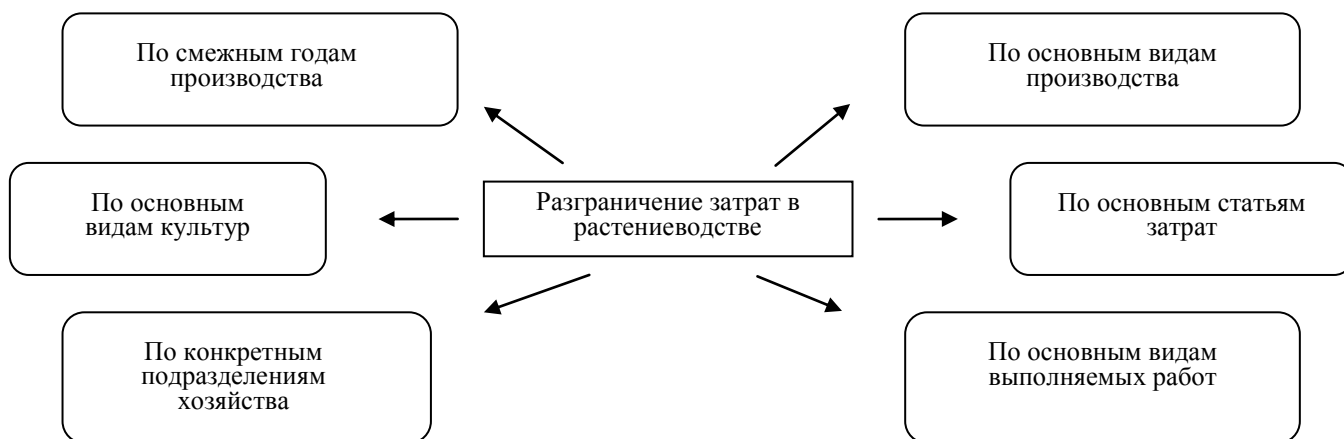 По смежным годам
производства
По основным видам
производства
По основным
видам культур
Разграничение затрат в
растениеводстве
По основным статьям
затрат
По конкретным
подразделениям
хозяйства
По основным видам
выполняемых работ